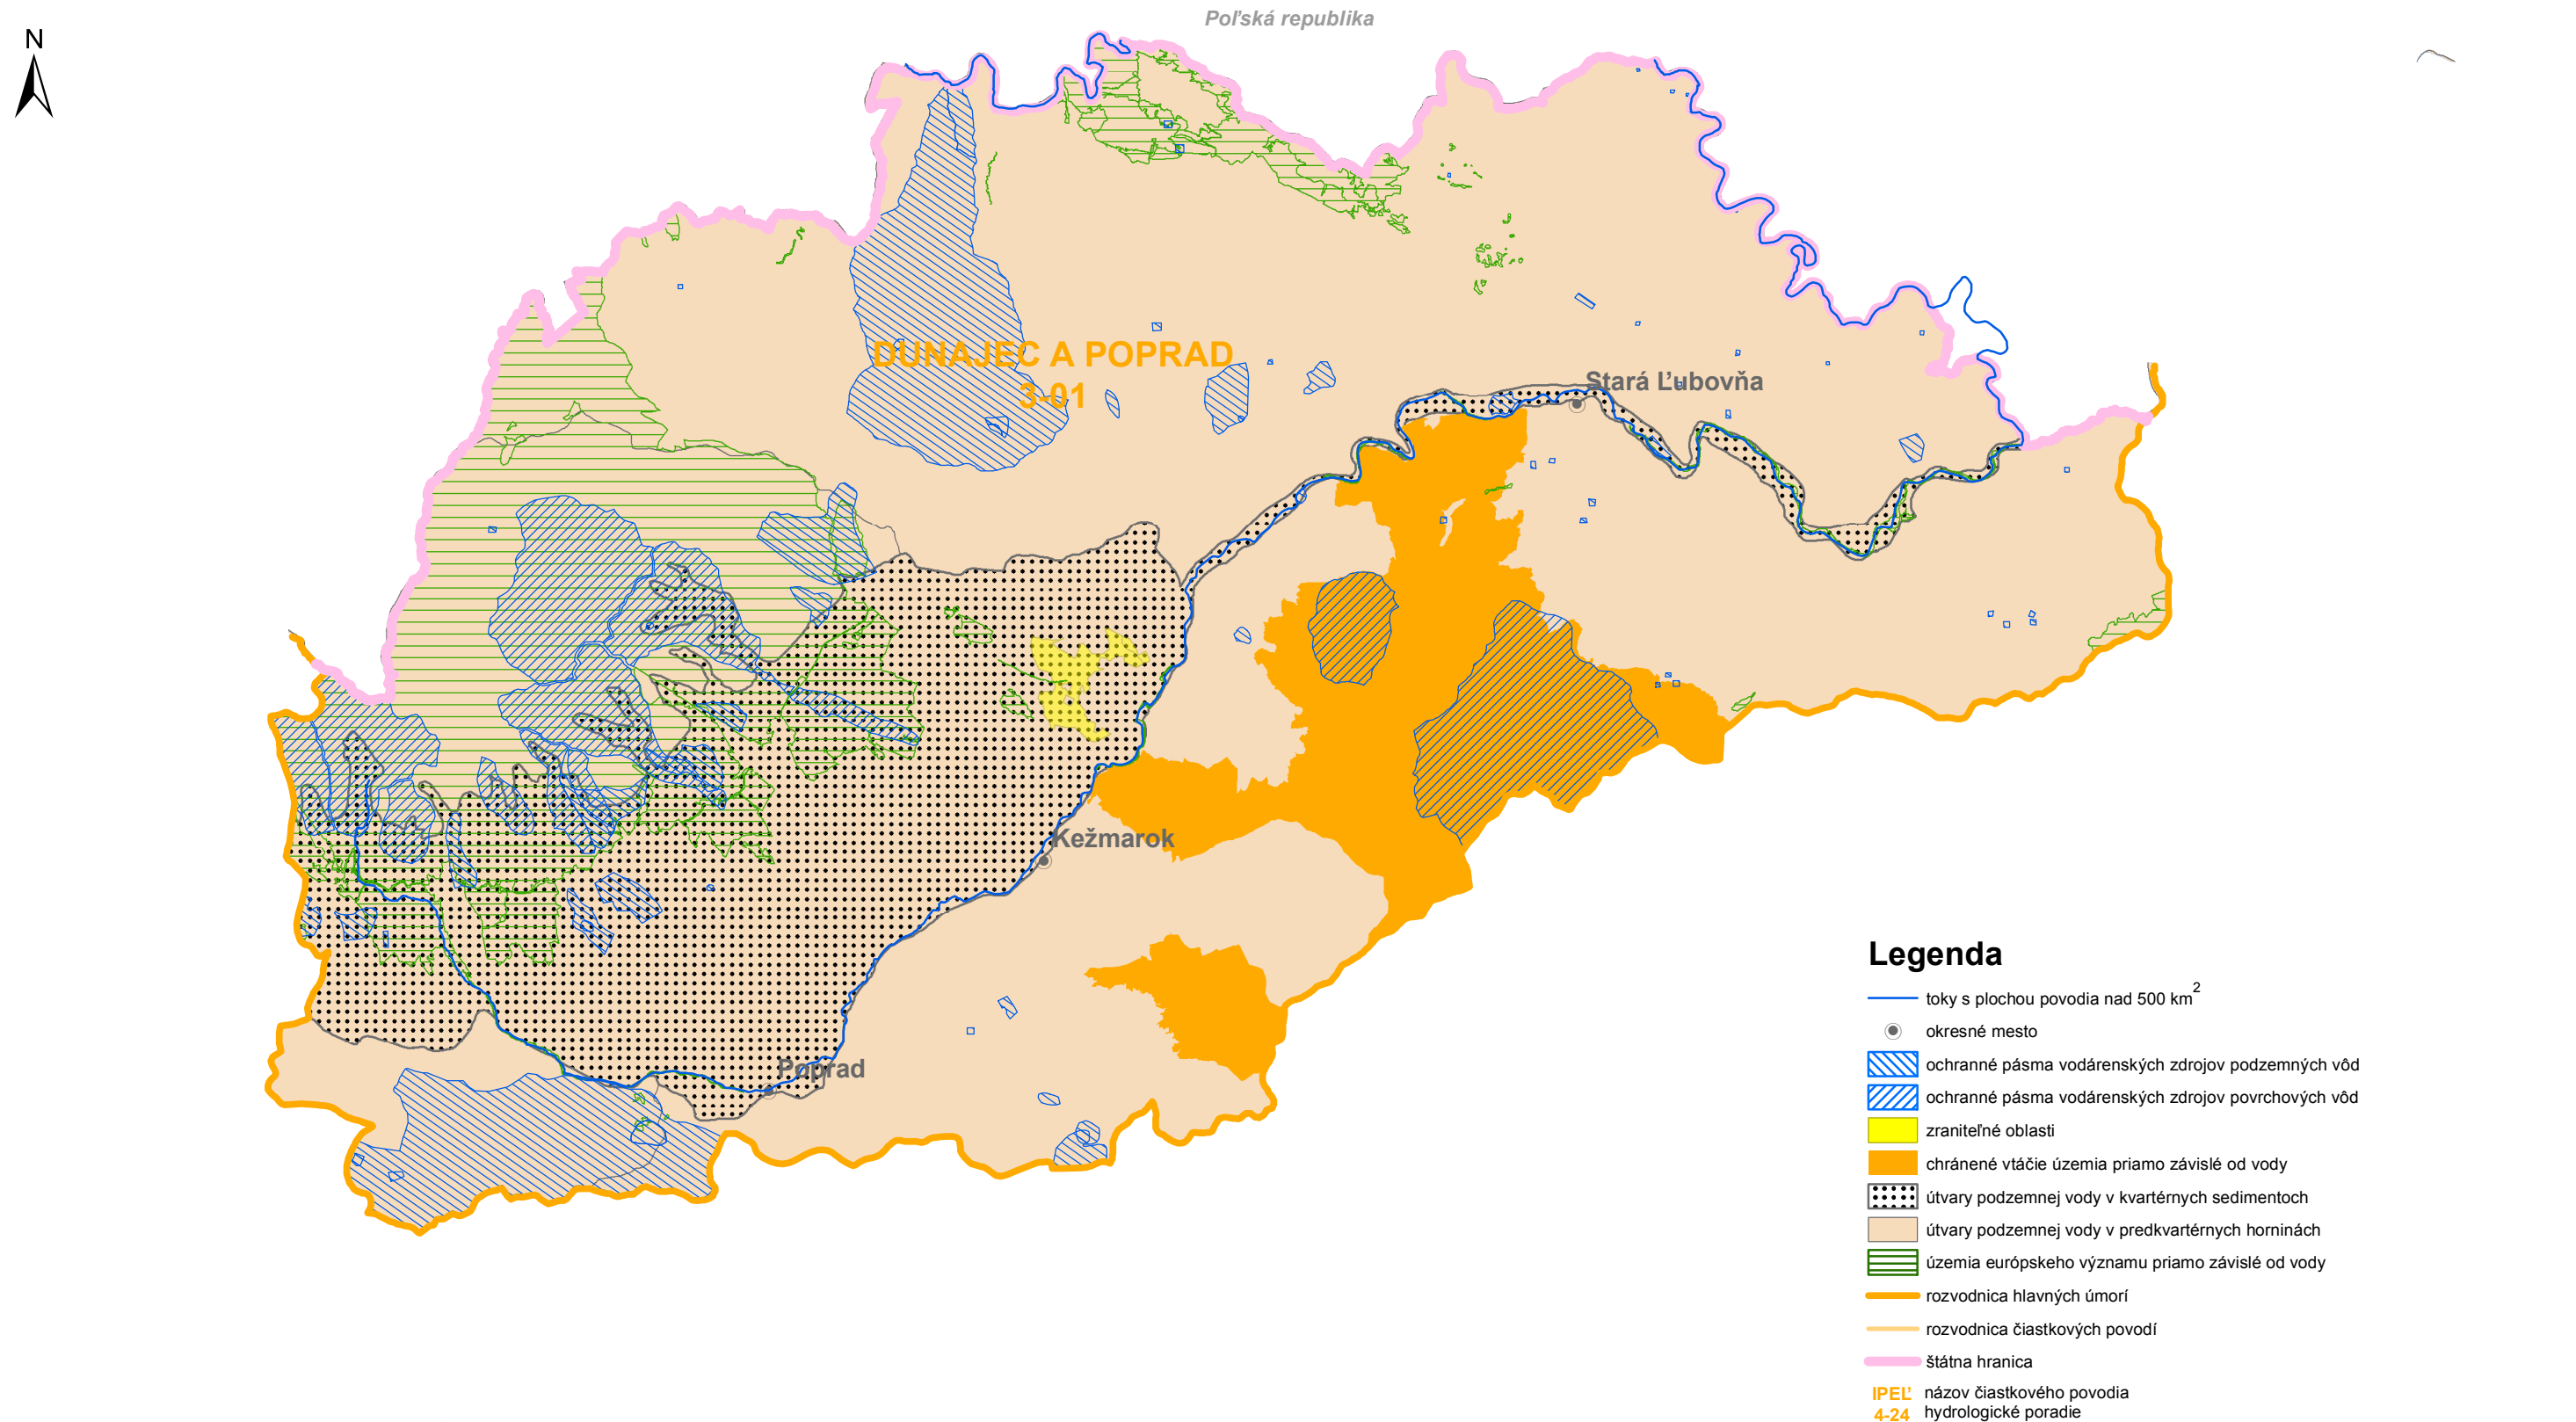 Poľská republika
N
DUNAJEC A POPRAD
3-01
Stará Ľubovňa
Kežmarok
Poprad
Legenda
toky s plochou povodia nad 500 km²
okresné mesto
ochranné pásma vodárenských zdrojov podzemných vôd
ochranné pásma vodárenských zdrojov povrchových vôd
zraniteľné oblasti
chránené vtáčie územia priamo závislé od vody
útvary podzemnej vody v kvartérnych sedimentoch
útvary podzemnej vody v predkvartérnych horninách
územia európskeho významu priamo závislé od vody
rozvodnica hlavných úmorí
rozvodnica čiastkových povodí
štátna hranica
IPEĽ názov čiastkového povodia
4-24 hydrologické poradie